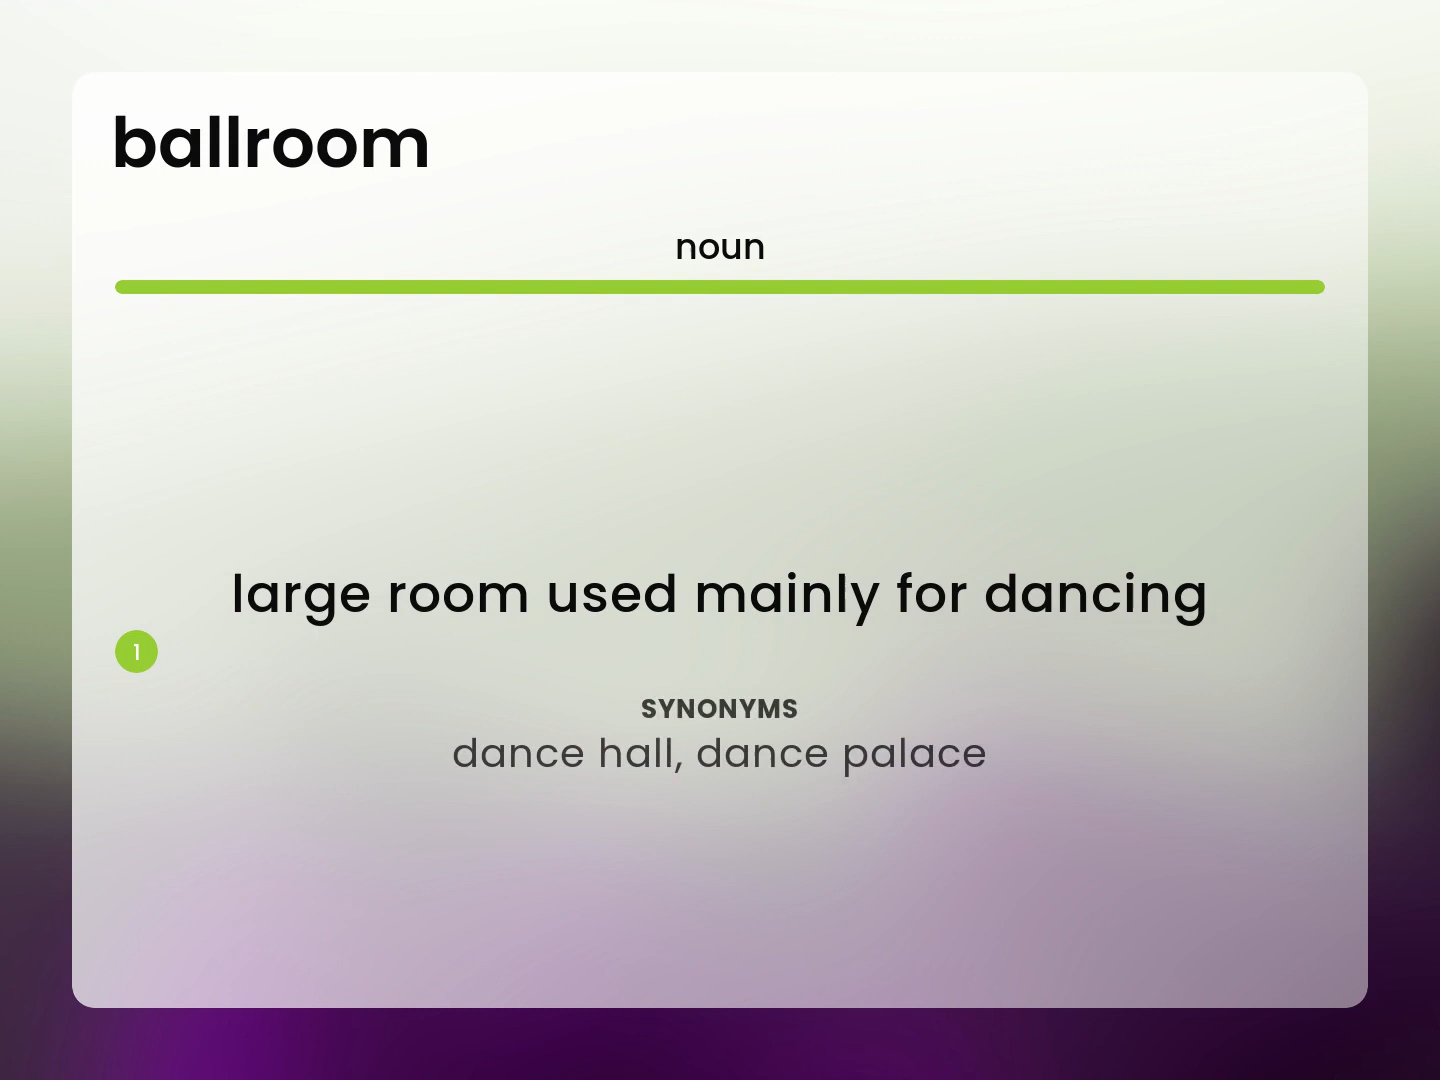 ballroom
noun
large room used mainly for dancing
1
SYNONYMS
dance hall, dance palace